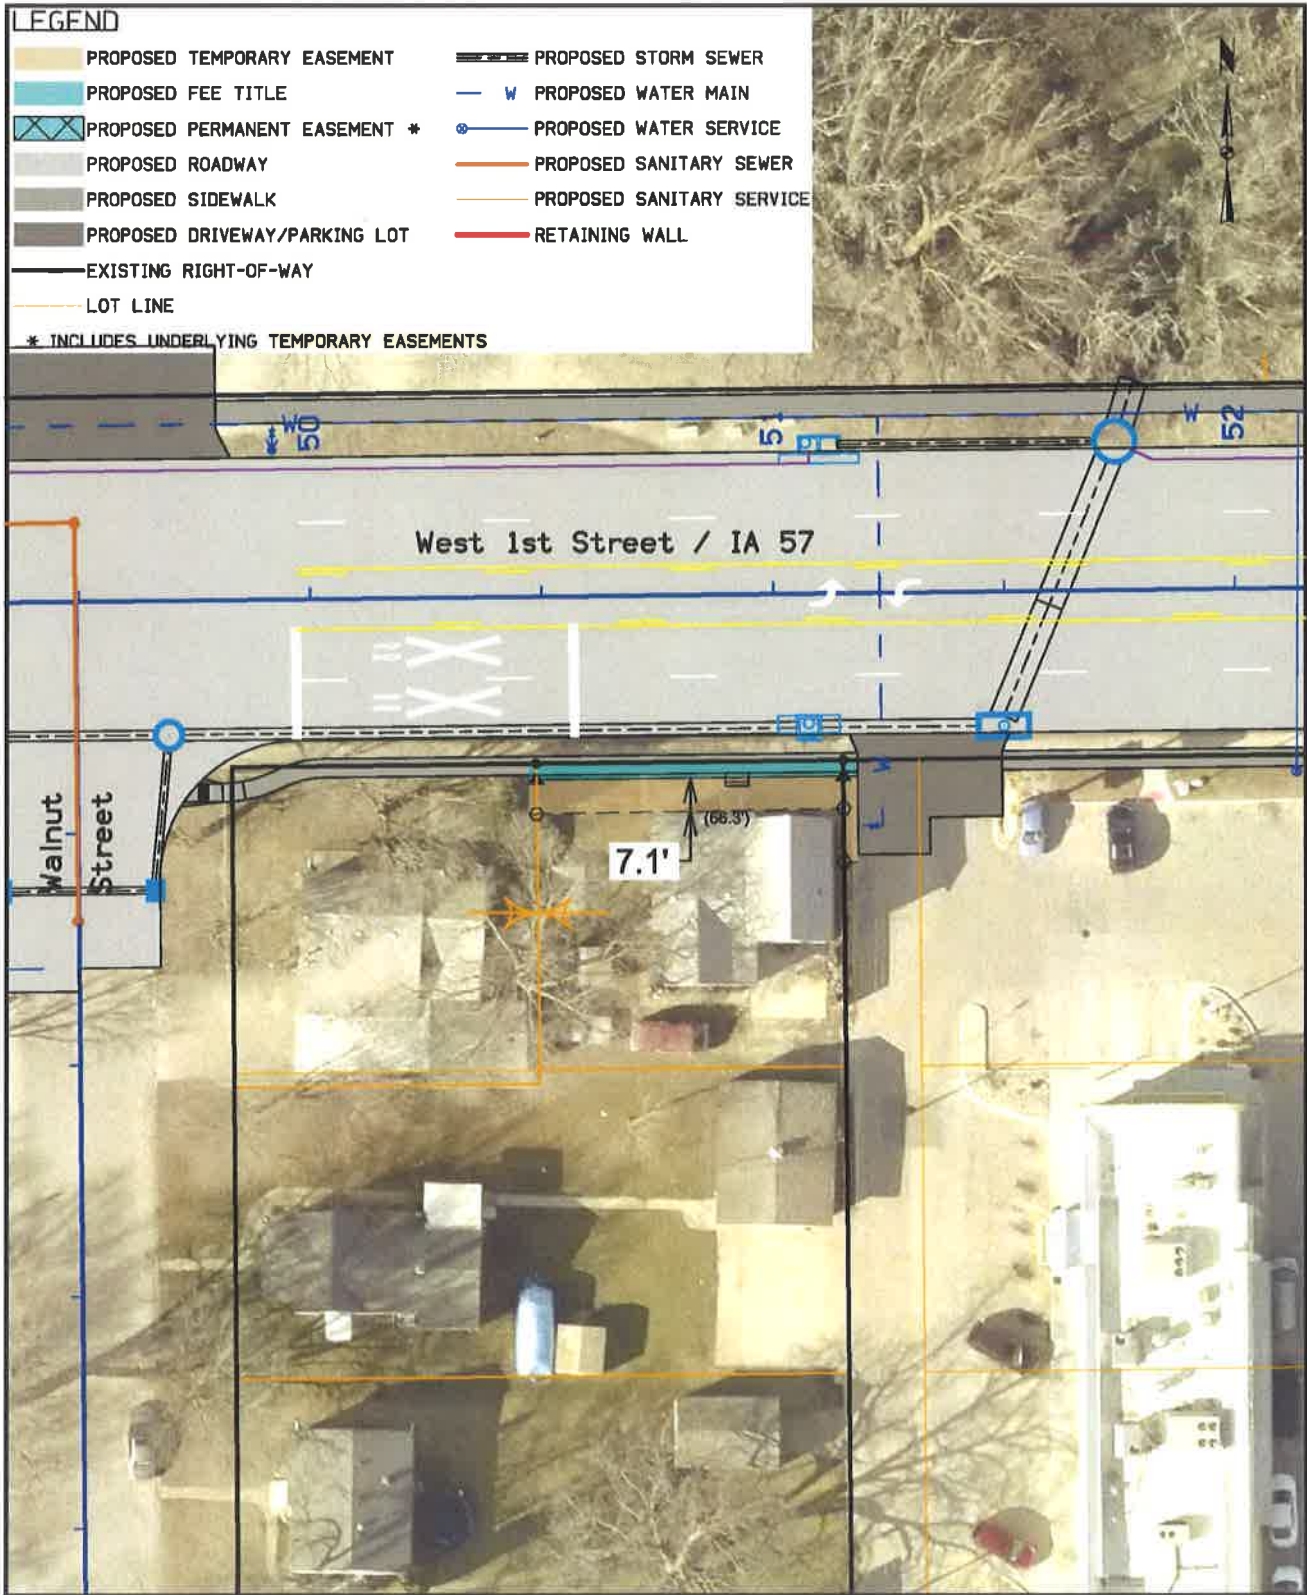 LEGEND
PROPOSED TEMPORARY EASEMENT
PROPOSED FEE TITLE
PROPOSED PERMANENT EASEMENT *
PROPOSED ROADWAY
PROPOSED SIDEWALK
PROPOSED DRIVEWAY/PARKING LOT
EXISTING RIGHT-OF-WAY
LOT LINE
* INCLUDES UNDERLYING TEMPORARY EASEMENTS
PROPOSED STORM SEWER
W PROPOSED WATER MAIN
PROPOSED WATER SERVICE
PROPOSED SANITARY SEWER
PROPOSED SANITARY SERVICE
RETAINING WALL
N
W
50
51
W
52
West 1st Street / IA 57
W
(66.3')
7.1'
Walnut
Street